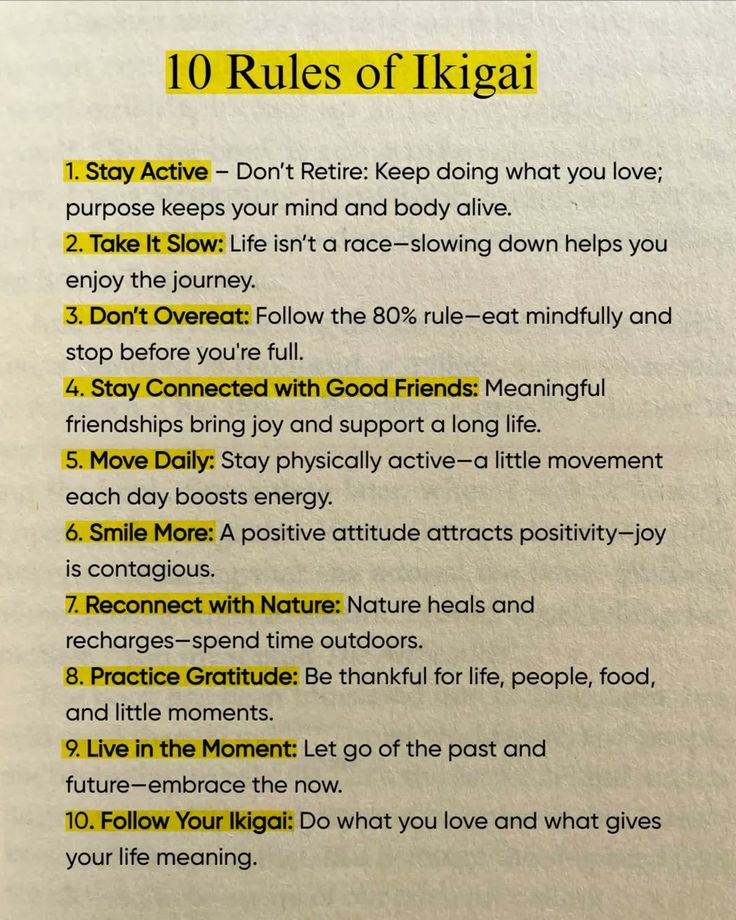 10 Rules of Ikigai
1. Stay Active – Don’t Retire: Keep doing what you love;
purpose keeps your mind and body alive.
2. Take It Slow: Life isn’t a race—slowing down helps you
enjoy the journey.
3. Don’t Overeat: Follow the 80% rule—eat mindfully and
stop before you're full.
4. Stay Connected with Good Friends: Meaningful
friendships bring joy and support a long life.
5. Move Daily: Stay physically active—a little movement
each day boosts energy.
6. Smile More: A positive attitude attracts positivity—joy
is contagious.
7. Reconnect with Nature: Nature heals and
recharges—spend time outdoors.
8. Practice Gratitude: Be thankful for life, people, food,
and little moments.
9. Live in the Moment: Let go of the past and
future—embrace the now.
10. Follow Your Ikigai: Do what you love and what gives
your life meaning.